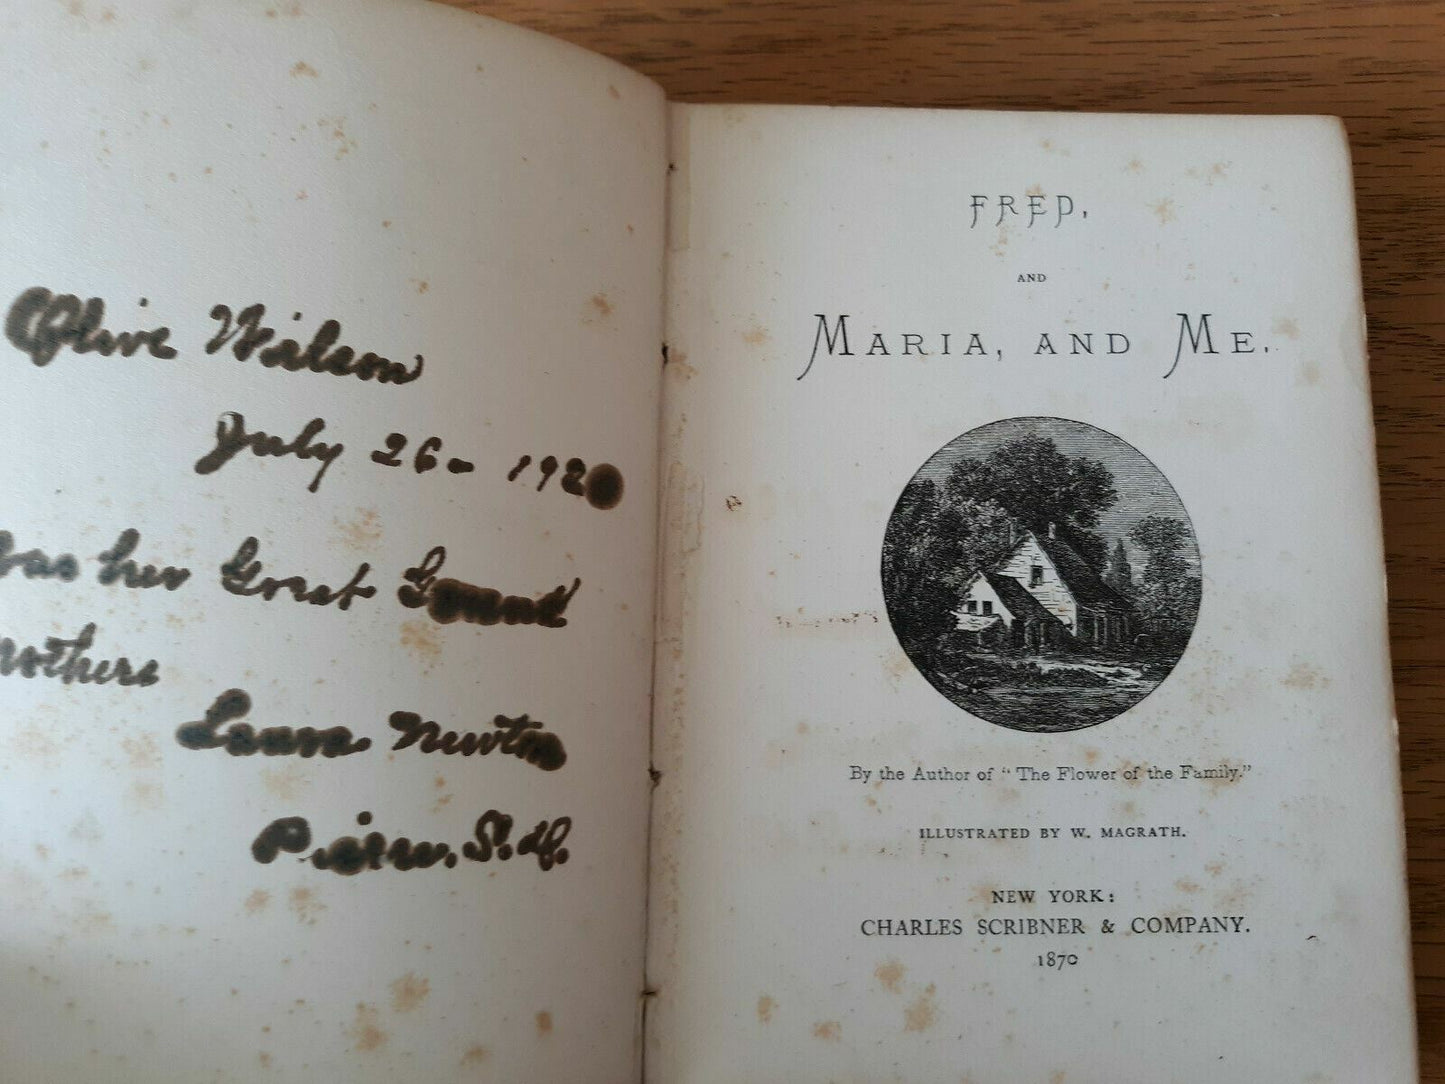 Olive Wilson
July 26- 1920
was her Great Grand
mothers
Laura Newton
Pierre. S. D.
FRED,
AND
MARIA, AND ME.
By the Author of "The Flower of the Family."
ILLUSTRATED BY W. MAGRATH.
NEW YORK:
CHARLES SCRIBNER & COMPANY.
1870